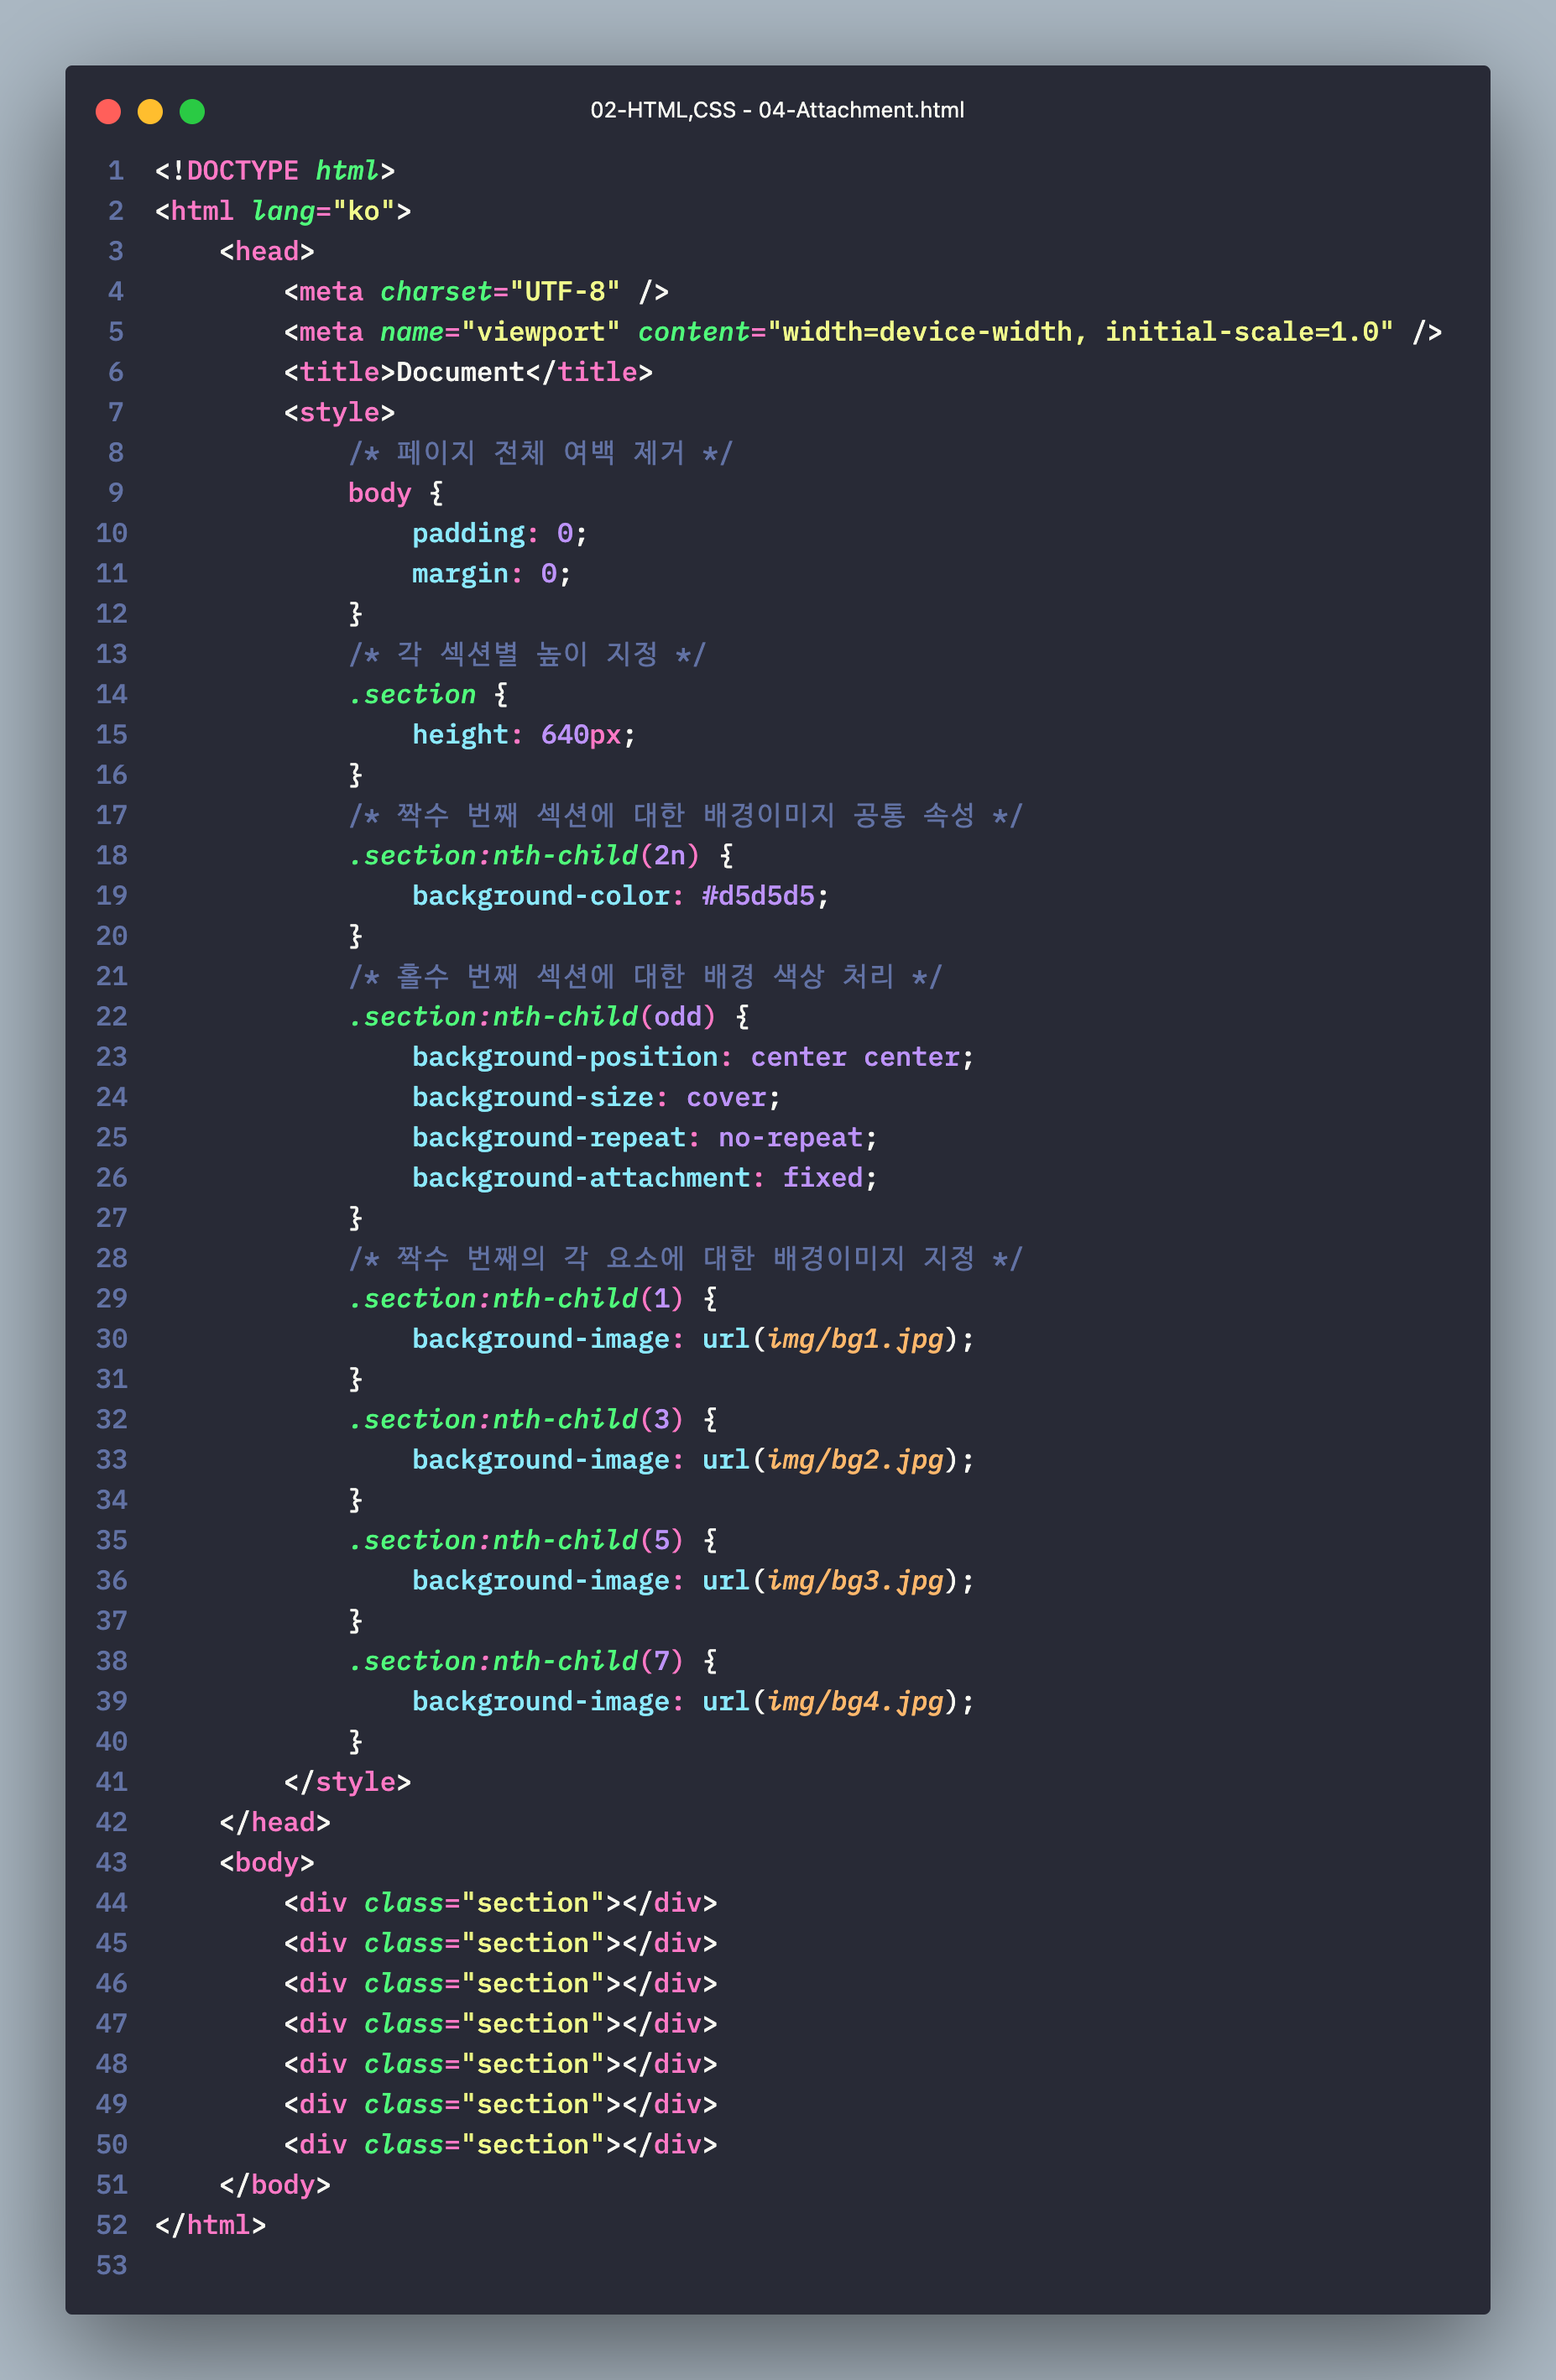 02-HTML,CSS - 04-Attachment.html
1 <!DOCTYPE html>
2 <html lang="ko">
3     <head>
4         <meta charset="UTF-8" />
5         <meta name="viewport" content="width=device-width, initial-scale=1.0" />
6         <title>Document</title>
7         <style>
8             /* 페이지 전체 여백 제거 */
9             body {
10                 padding: 0;
11                 margin: 0;
12             }
13             /* 각 섹션별 높이 지정 */
14             .section {
15                 height: 640px;
16             }
17             /* 짝수 번째 섹션에 대한 배경이미지 공통 속성 */
18             .section:nth-child(2n) {
19                 background-color: #d5d5d5;
20             }
21             /* 홀수 번째 섹션에 대한 배경 색상 처리 */
22             .section:nth-child(odd) {
23                 background-position: center center;
24                 background-size: cover;
25                 background-repeat: no-repeat;
26                 background-attachment: fixed;
27             }
28             /* 짝수 번째의 각 요소에 대한 배경이미지 지정 */
29             .section:nth-child(1) {
30                 background-image: url(img/bg1.jpg);
31             }
32             .section:nth-child(3) {
33                 background-image: url(img/bg2.jpg);
34             }
35             .section:nth-child(5) {
36                 background-image: url(img/bg3.jpg);
37             }
38             .section:nth-child(7) {
39                 background-image: url(img/bg4.jpg);
40             }
41         </style>
42     </head>
43     <body>
44         <div class="section"></div>
45         <div class="section"></div>
46         <div class="section"></div>
47         <div class="section"></div>
48         <div class="section"></div>
49         <div class="section"></div>
50         <div class="section"></div>
51     </body>
52 </html>
53